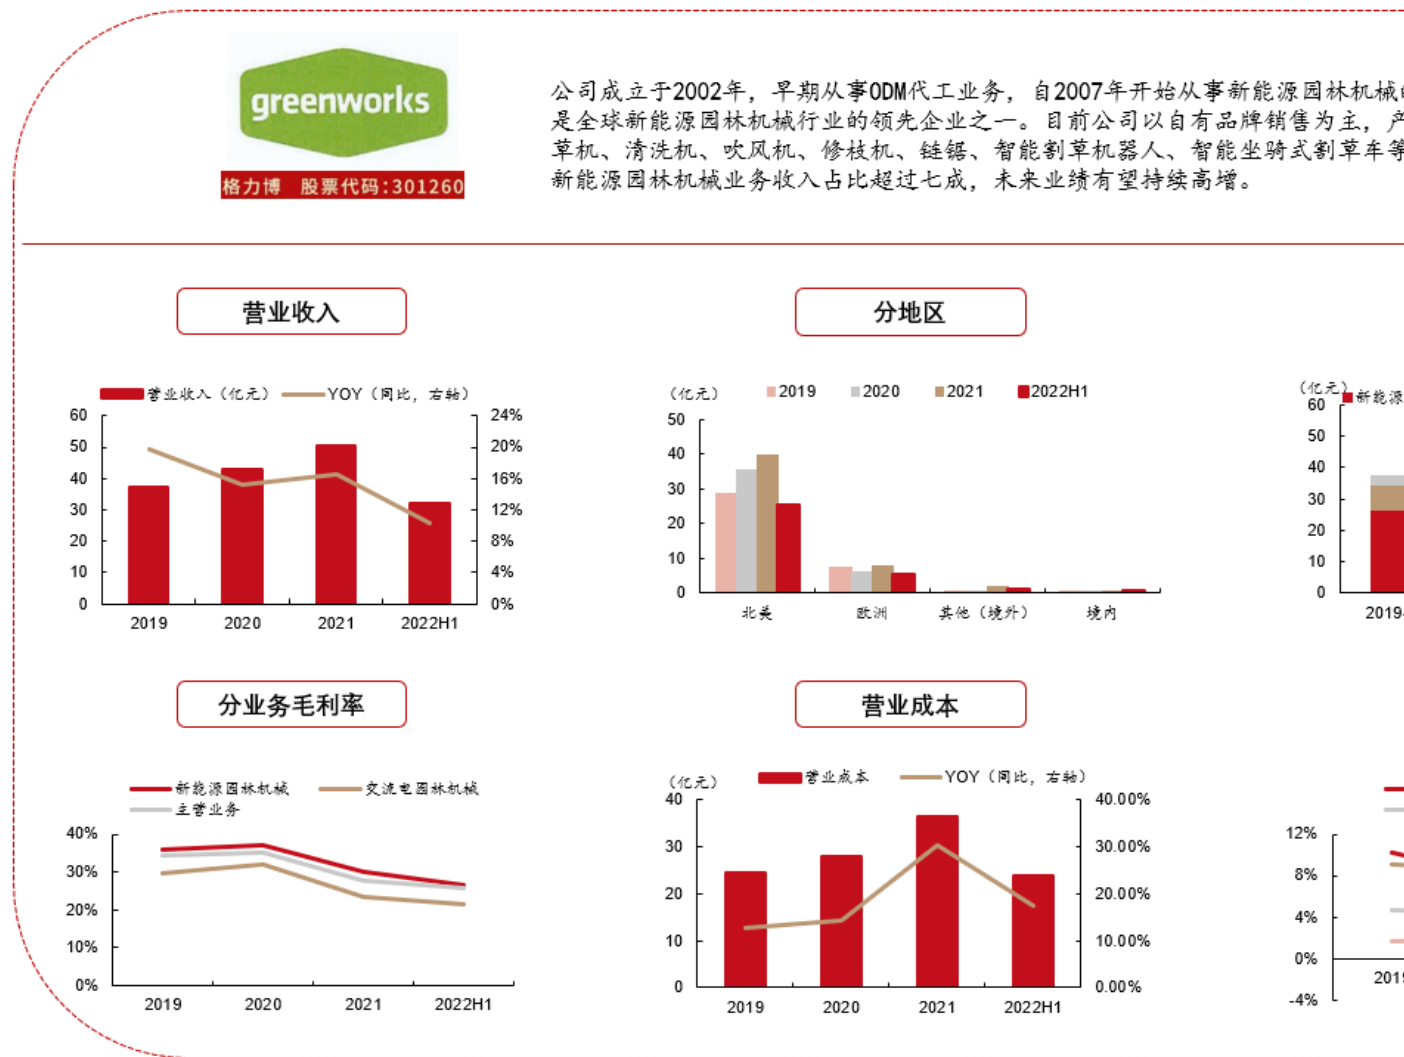 greenworks
格力博 股票代码:301260
公司成立于2002年，早期从事ODM代工业务，自2007年开始从事新能源园林机械的
是全球新能源园林机械行业的领先企业之一。目前公司以自有品牌销售为主，产
草机、清洗机、吹风机、修枝机、链锯、智能割草机器人、智能坐骑式割草车等
新能源园林机械业务收入占比超过七成，未来业绩有望持续高增。
营业收入
营业收入（亿元） YOY（同比，右轴）
60 24%
50 20%
40 16%
30 12%
20 8%
10 4%
0 0%
2019 2020 2021 2022H1
分地区
（亿元） 2019 2020 2021 2022H1
50
40
30
20
10
0
北美 欧洲 其他（境外） 境内
（亿元） 新能源
60
50
40
30
20
10
0
2019
分业务毛利率
新能源园林机械 交流电园林机械
主营业务
40%
30%
20%
10%
0%
2019 2020 2021 2022H1
营业成本
（亿元） 营业成本 YOY（同比，右轴）
40 40.00%
30 30.00%
20 20.00%
10 10.00%
0 0.00%
2019 2020 2021 2022H1
12%
8%
4%
0%
2019
-4%